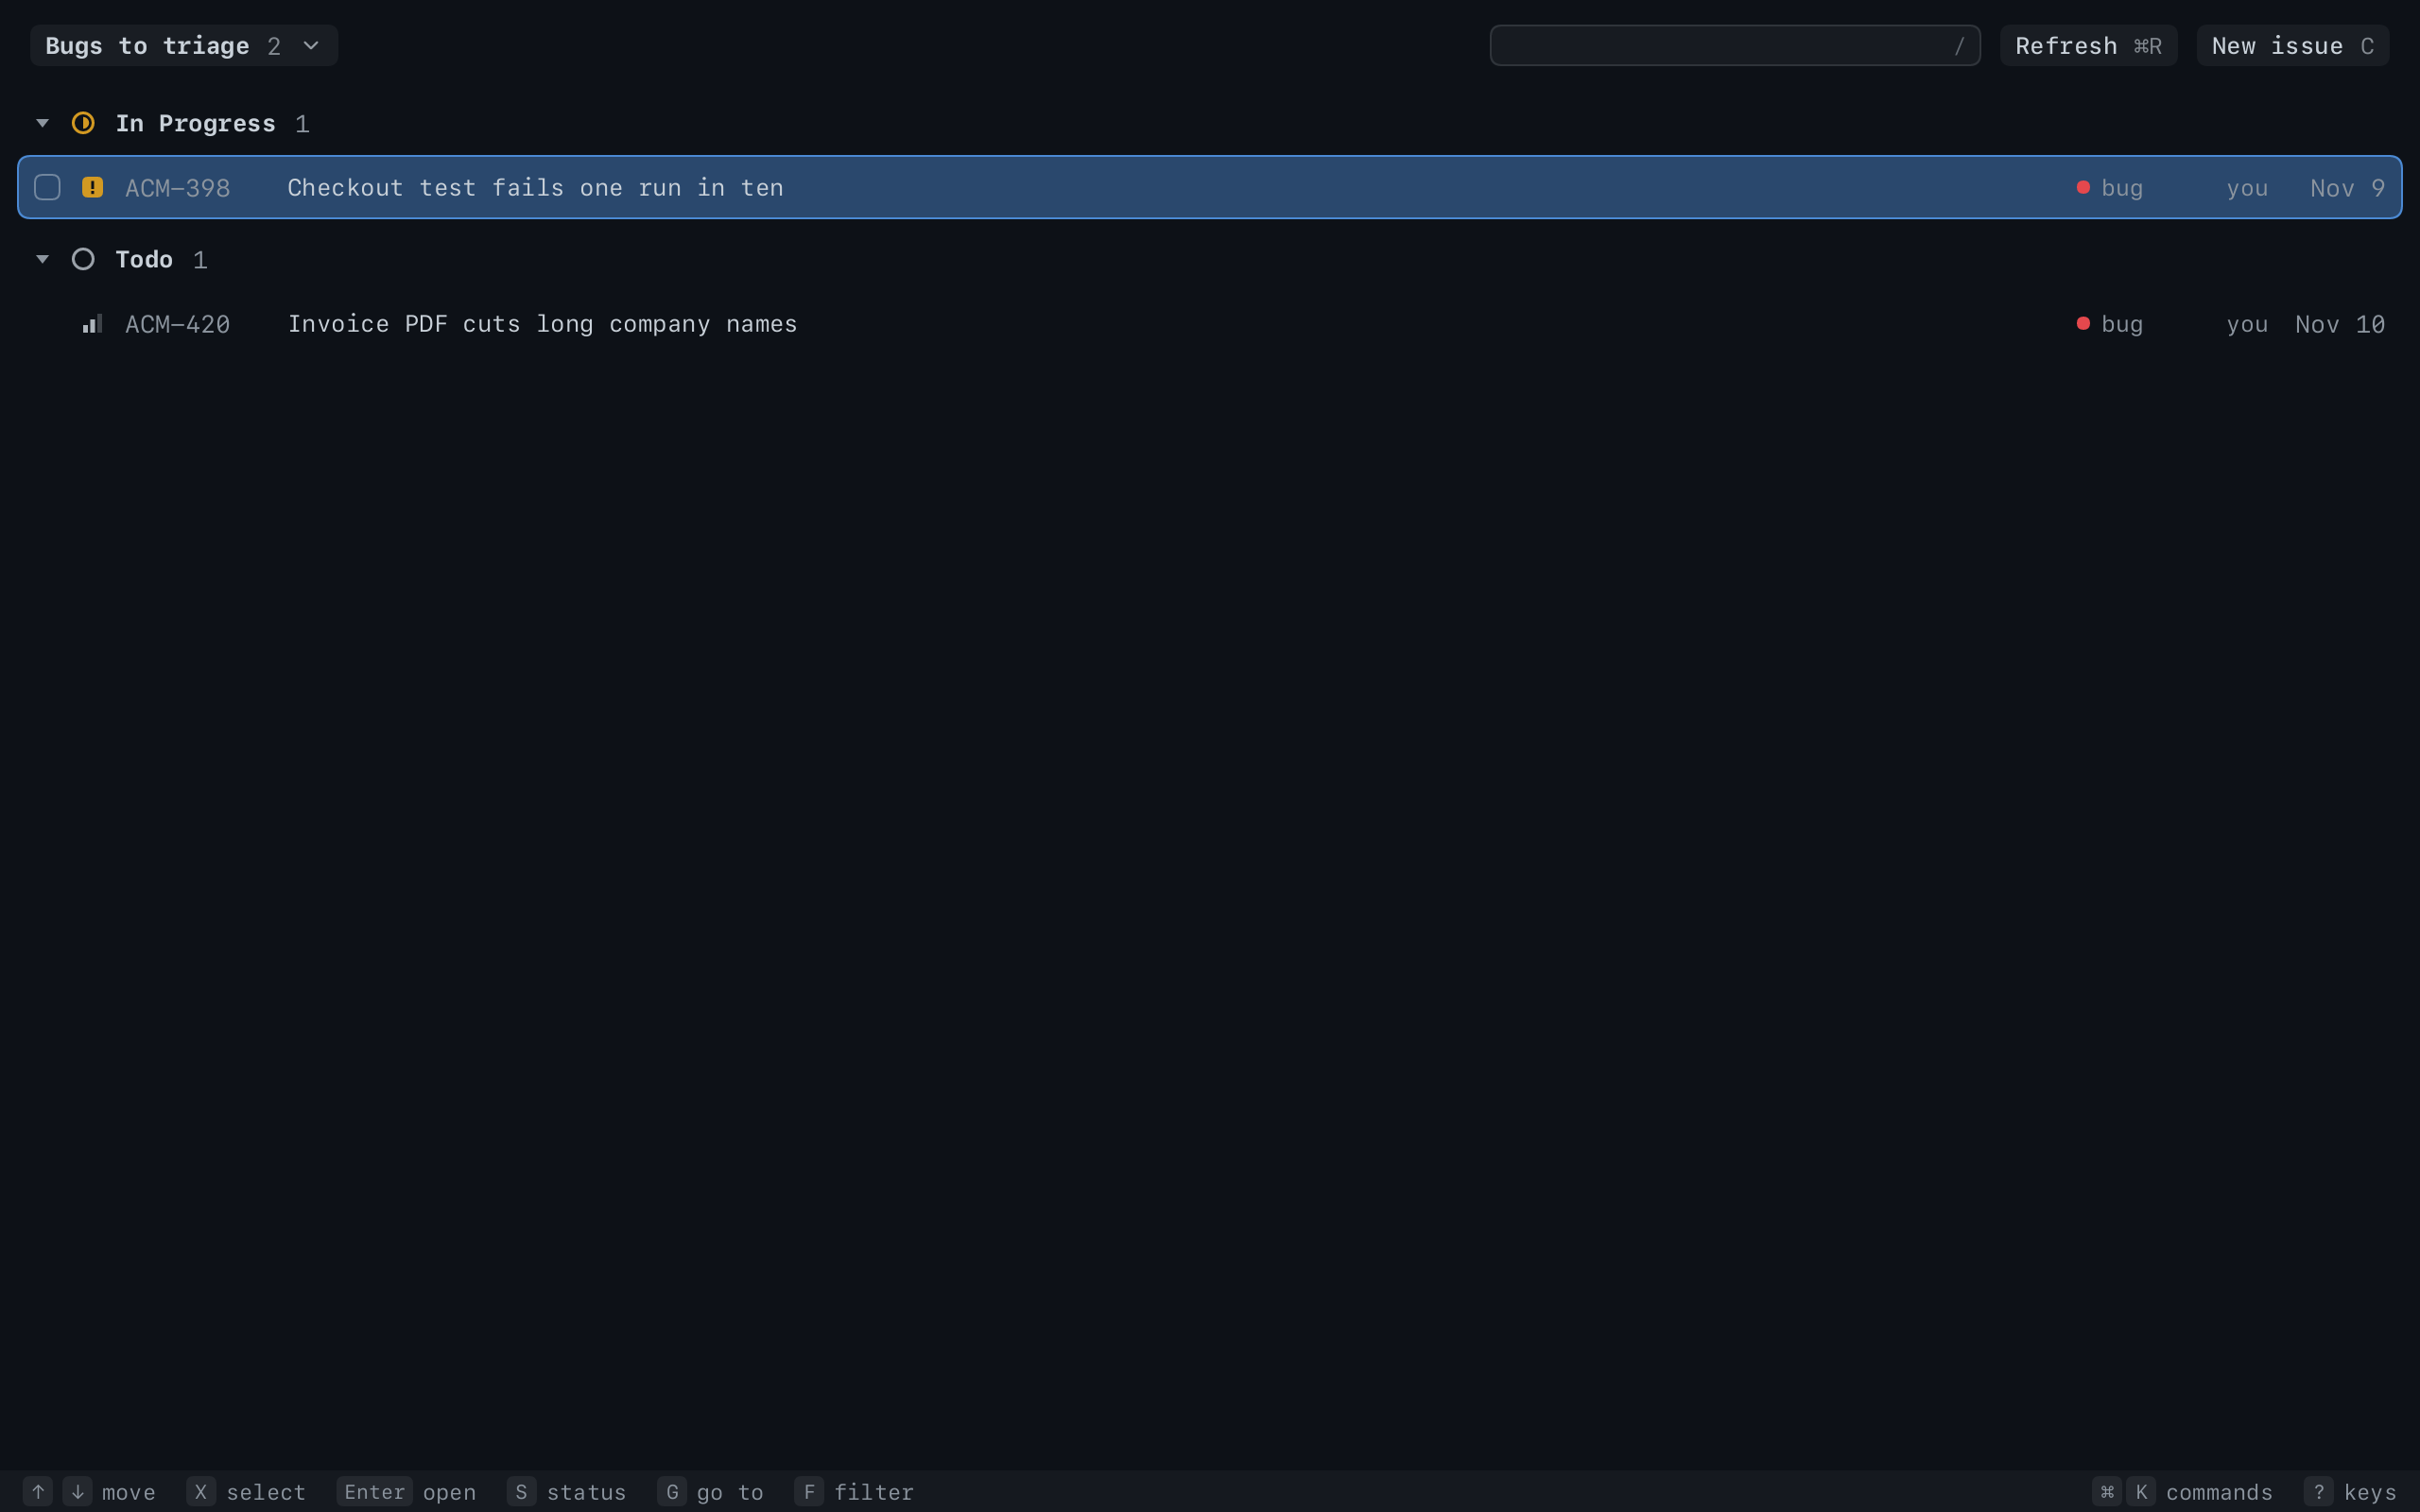 Bugs to triage 2 / Refresh ⌘R New issue C
In Progress 1
ACM-398 Checkout test fails one run in ten bug you Nov 9
Todo 1
ACM-420 Invoice PDF cuts long company names bug you Nov 10
↑ ↓ move X select Enter open S status G go to F filter ⌘ K commands ? keys